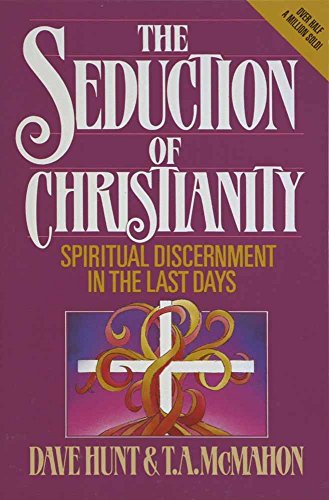 THE
SEDUCTION
OF
CHRISTIANITY
OVER HALF
A MILLION SOLD!
SPIRITUAL DISCERNMENT
IN THE LAST DAYS
DAVE HUNT & T.A. McMAHON